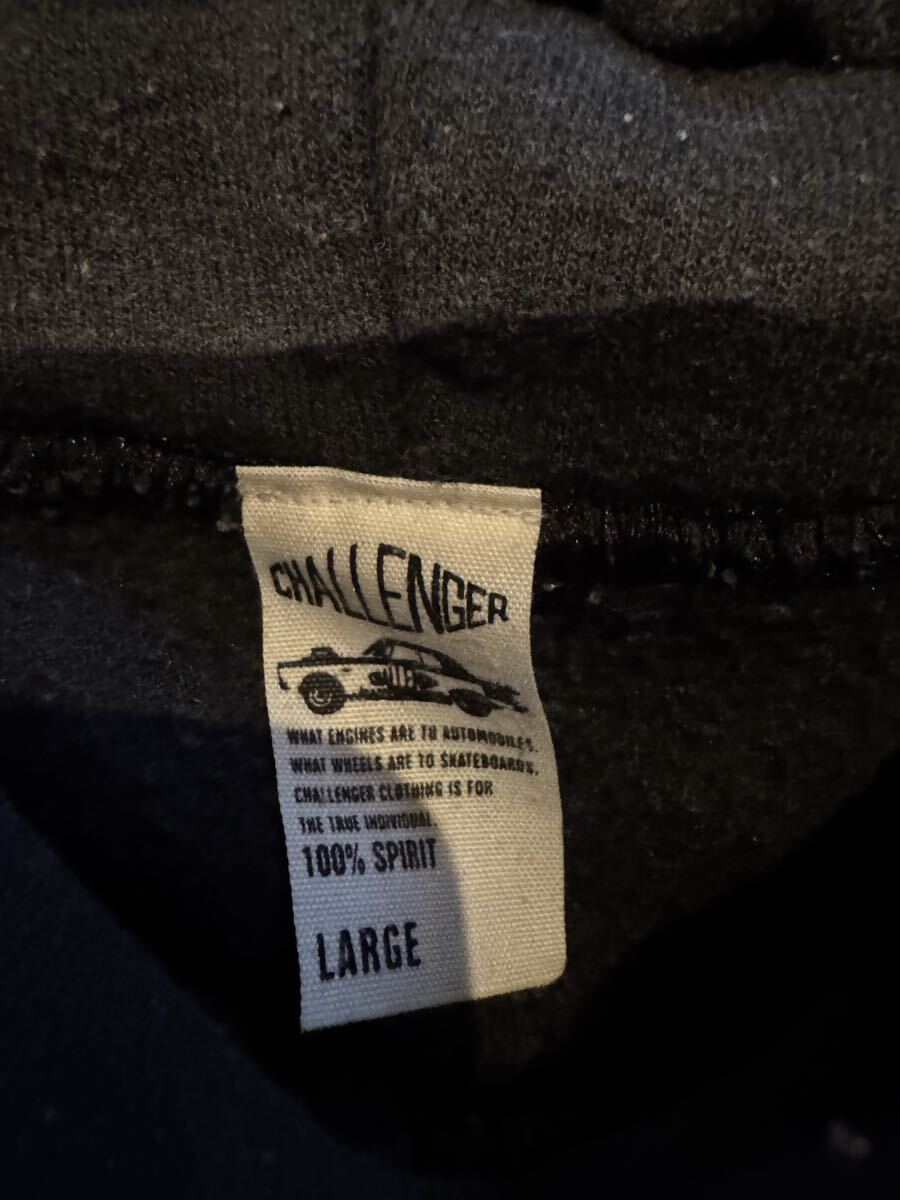 CHALLENGER
WHAT ENGINES ARE TO AUTOMOBILES.
WHAT WHEELS ARE TO SKATEBOARDS.
CHALLENGER CLOTHING IS FOR
THE TRUE INDIVIDUAL.
100% SPIRIT
LARGE